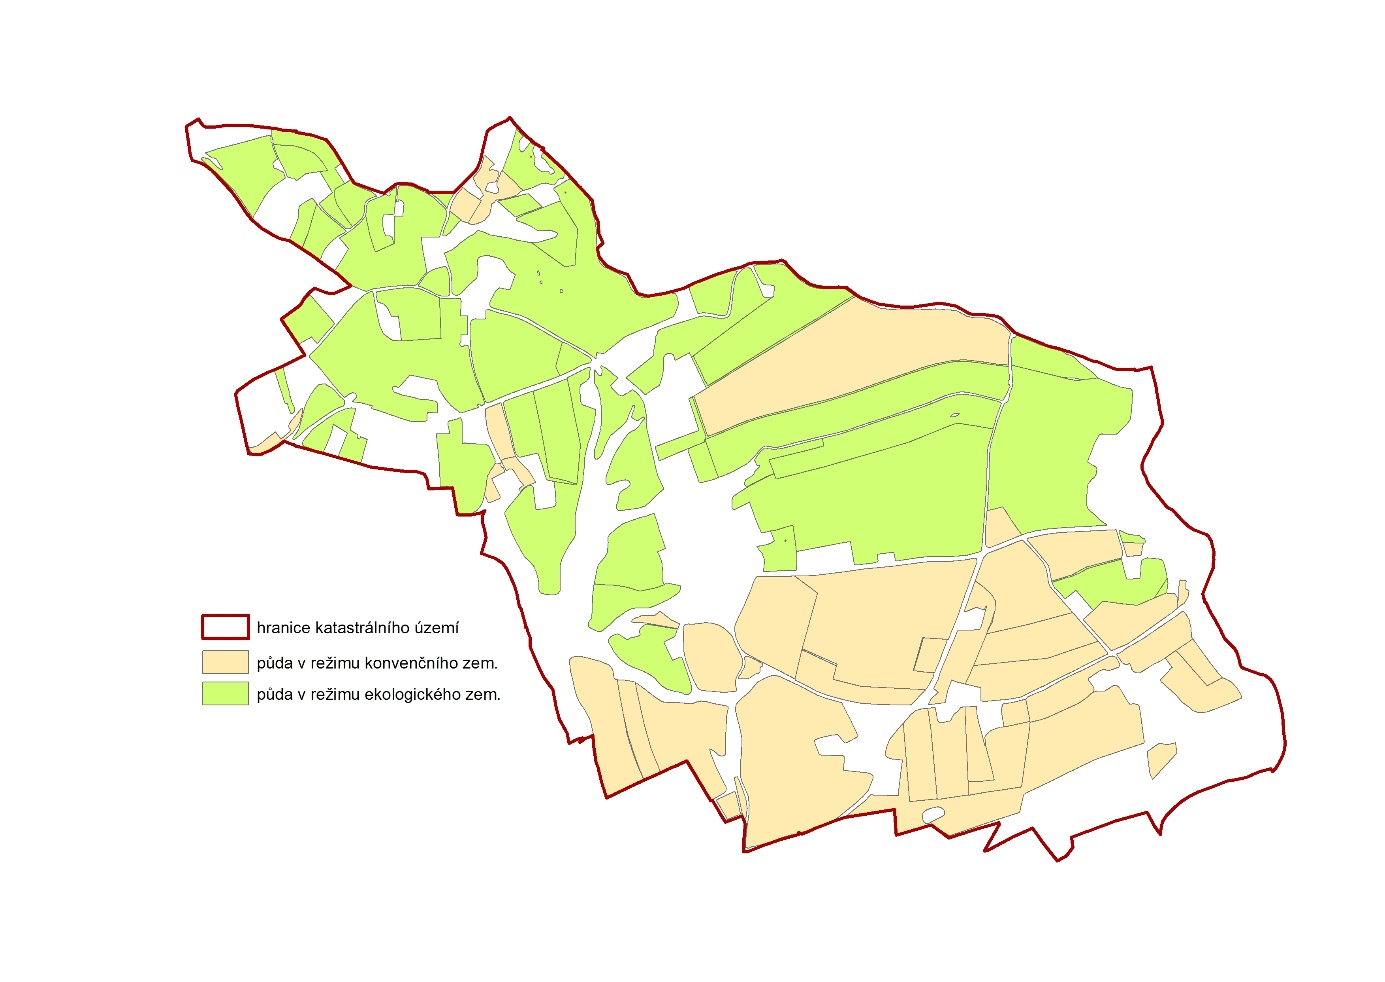 hranice katastrálního území
půda v režimu konvenčního zem.
půda v režimu ekologického zem.